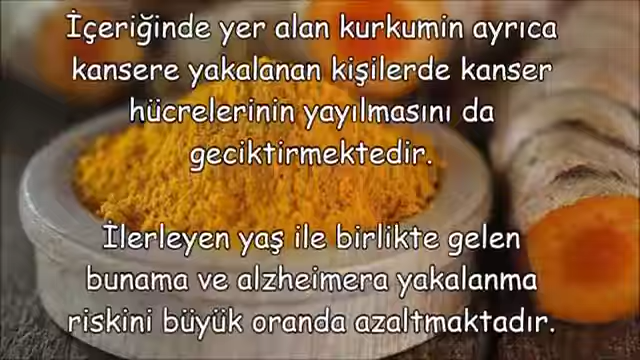 İçeriğinde yer alan kurkumin ayrıca
kansere yakalanan kişilerde kanser
hücrelerinin yayılmasını da
geciktirmektedir.
İlerleyen yaş ile birlikte gelen
bunama ve alzheimera yakalanma
riskini büyük oranda azaltmaktadır.